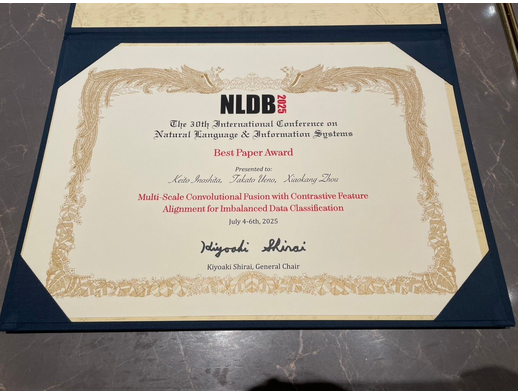 NLDB 2025
The 30th International Conference on
Natural Language & Information Systems
Best Paper Award
Presented to:
Keito Inoshita, Takato Ueno, Xiaokang Zhou
Multi-Scale Convolutional Fusion with Contrastive Feature
Alignment for Imbalanced Data Classification
July 4-6th, 2025
Kiyoaki Shirai
Kiyoaki Shirai, General Chair